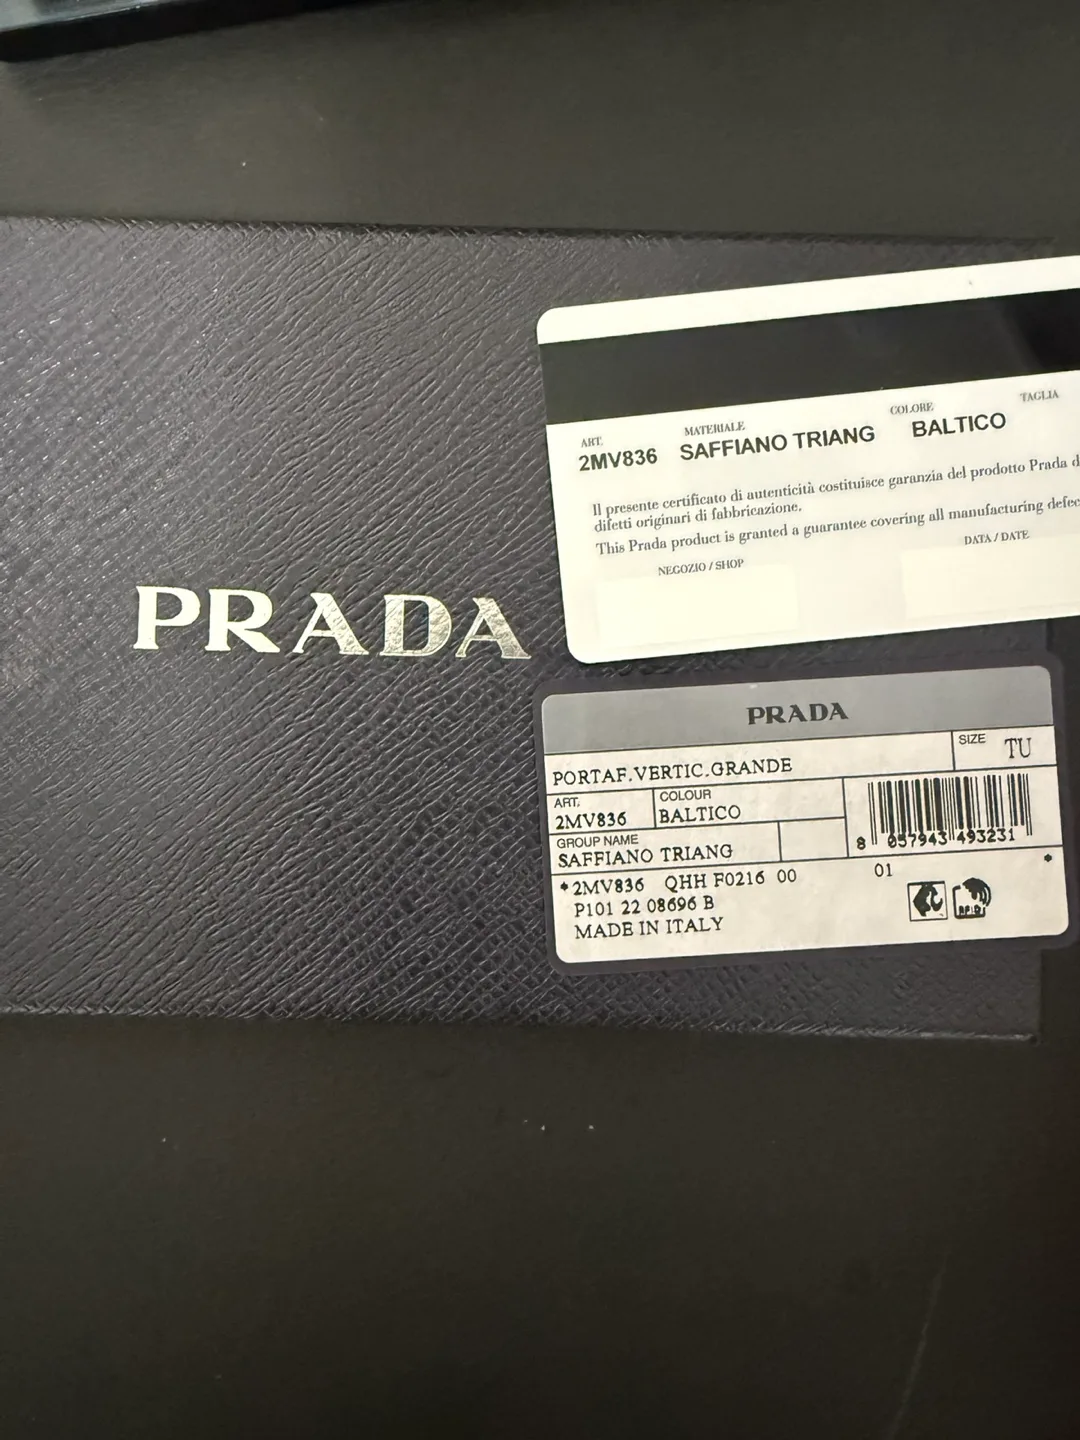 PRADA
ART. MATERIALE COLORE TAGLIA
2MV836 SAFFIANO TRIANG BALTICO
Il presente certificato di autenticità costituisce garanzia del prodotto Prada
difetti originari di fabbricazione.
This Prada product is granted a guarantee covering all manufacturing
NEGOZIO / SHOP DATA / DATE
PRADA
PORTAF.VERTIC.GRANDE SIZE TU
ART. COLOUR
2MV836 BALTICO
GROUP NAME
SAFFIANO TRIANG
8 057943 493231
*2MV836 QHH F0216 00 01 *
P101 22 08696 B
MADE IN ITALY
RFID